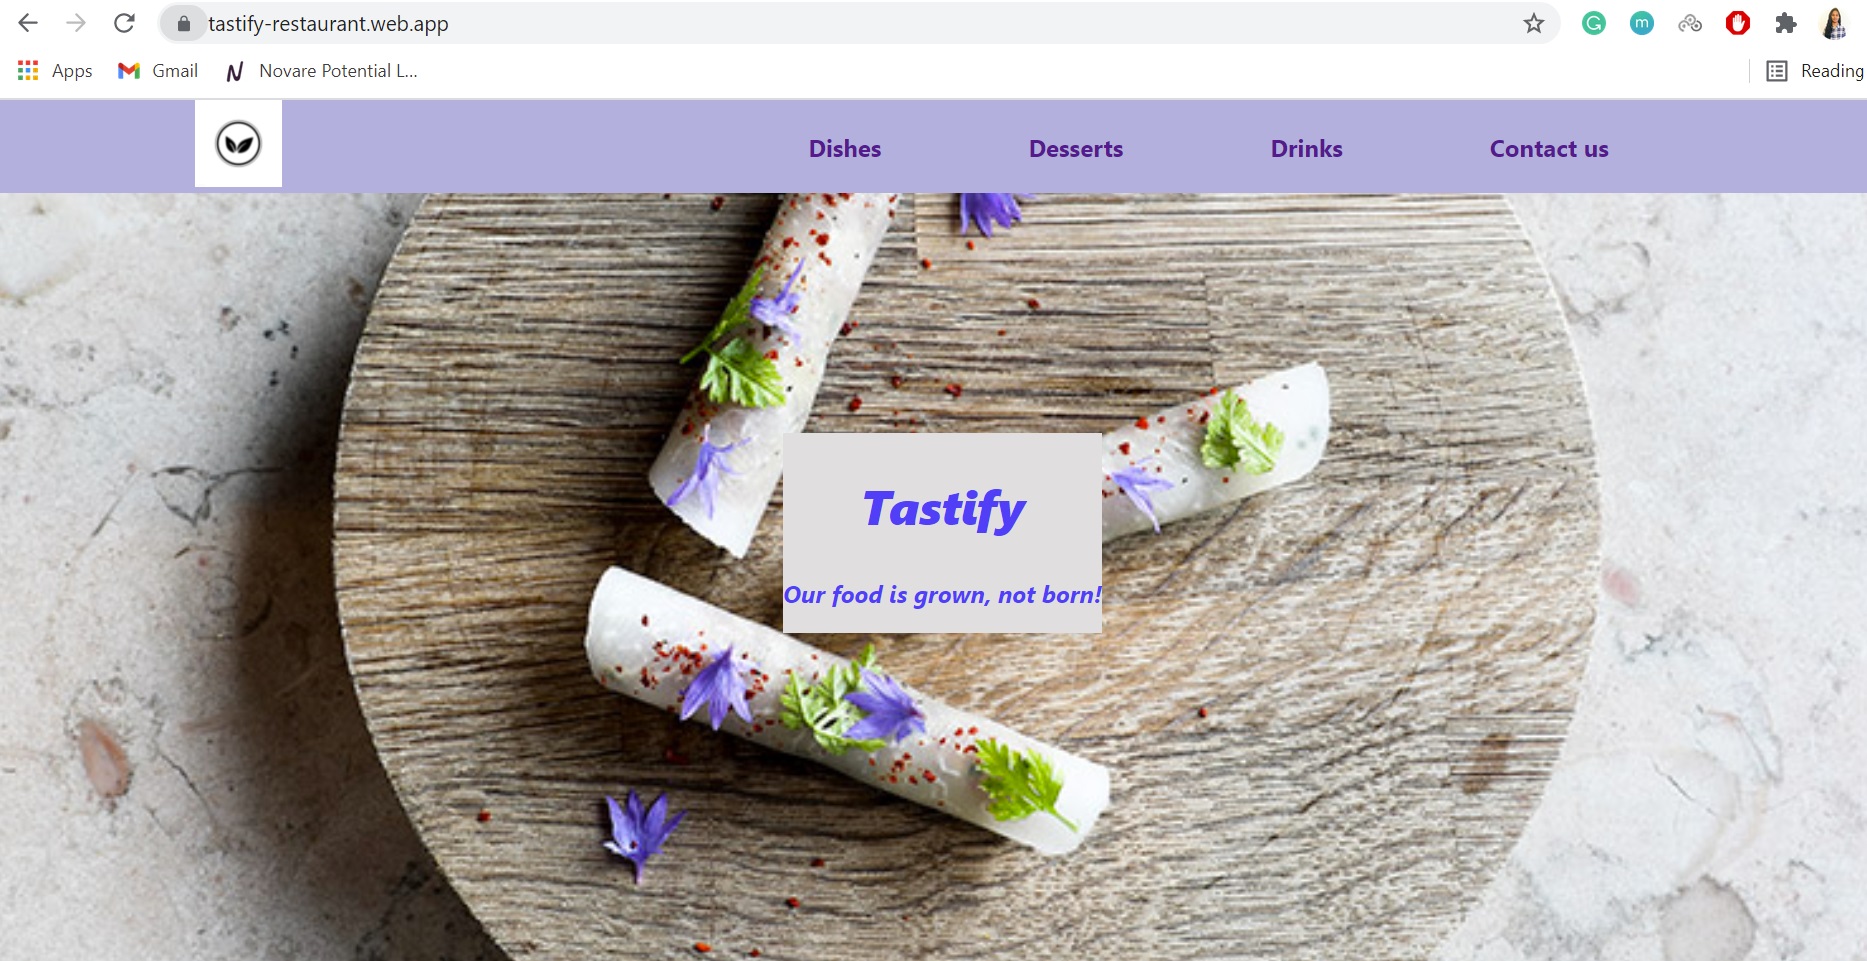 tastify-restaurant.web.app
m
Apps Gmail Novare Potential L... Reading
Dishes Desserts Drinks Contact us
Tastify
Our food is grown, not born!